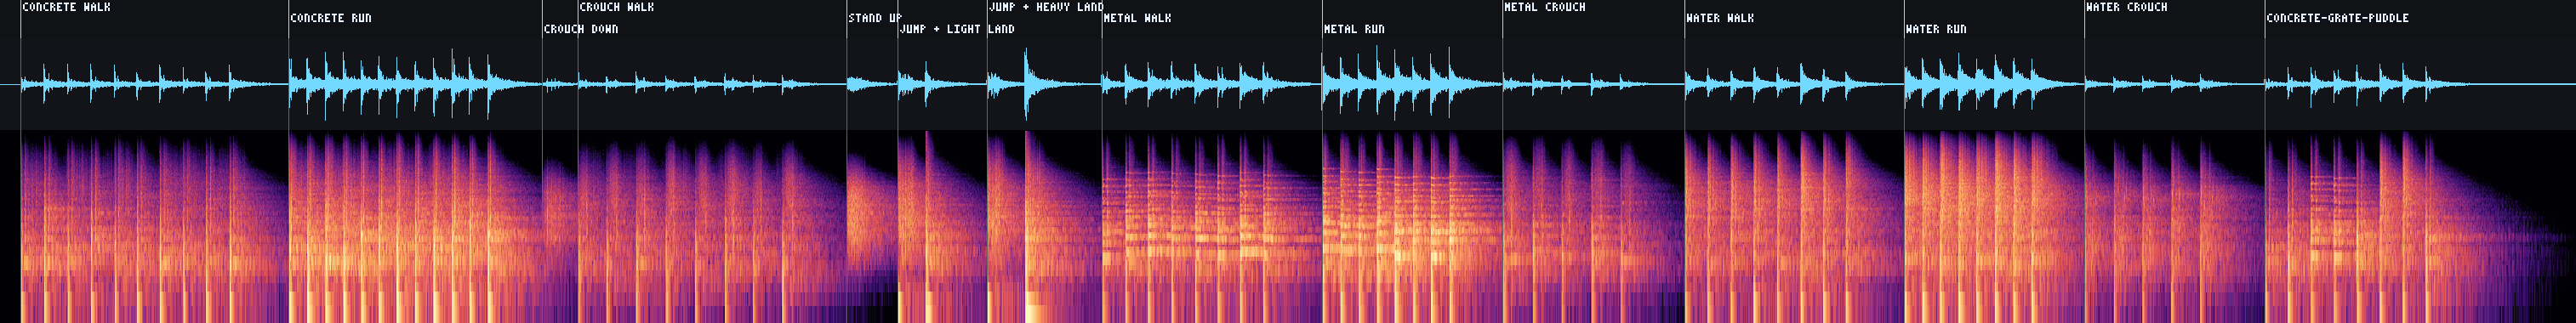 CONCRETE WALK
CONCRETE RUN
CROUCH DOWN
CROUCH WALK
STAND UP
JUMP + LIGHT LAND
JUMP + HEAVY LAND
METAL WALK
METAL RUN
METAL CROUCH
WATER WALK
WATER RUN
WATER CROUCH
CONCRETE-GRATE-PUDDLE